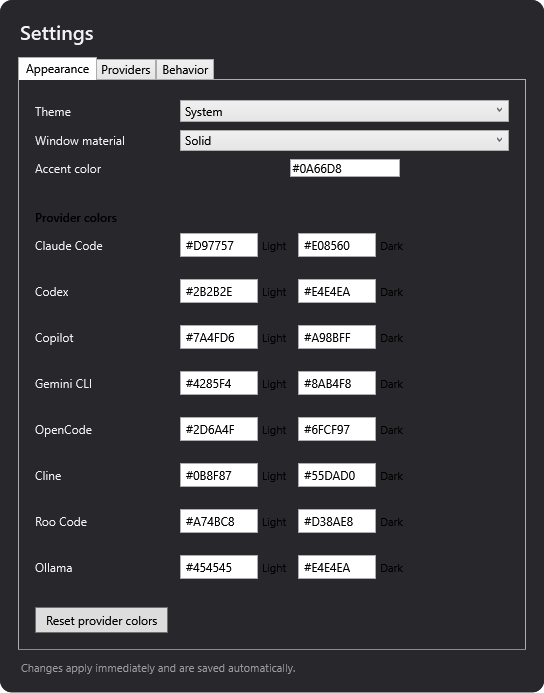 Settings
Appearance Providers Behavior
Theme System
Window material Solid
Accent color #0A66D8
Provider colors
Claude Code #D97757 Light #E08560 Dark
Codex #2B2B2E Light #E4E4EA Dark
Copilot #7A4FD6 Light #A98BFF Dark
Gemini CLI #4285F4 Light #8AB4F8 Dark
OpenCode #2D6A4F Light #6FCF97 Dark
Cline #0B8F87 Light #55DAD0 Dark
Roo Code #A74BC8 Light #D38AE8 Dark
Ollama #454545 Light #E4E4EA Dark
Reset provider colors
Changes apply immediately and are saved automatically.